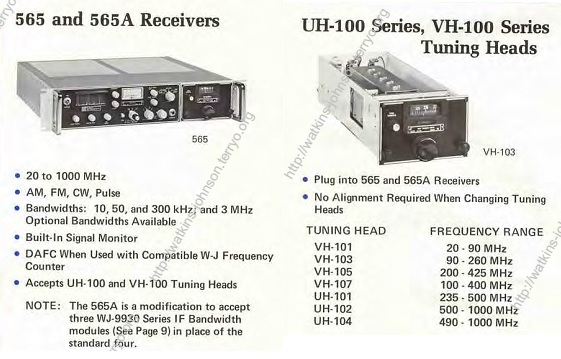 565 and 565A Receivers
565
• 20 to 1000 MHz
• AM, FM, CW, Pulse
• Bandwidths: 10, 50, and 300 kHz, and 3 MHz
Optional Bandwidths Available
• Built-In Signal Monitor
• DAFC When Used with Compatible W-J Frequency
Counter
• Accepts UH-100 and VH-100 Tuning Heads
NOTE: The 565A is a modification to accept
three WJ-9930 Series IF Bandwidth
modules (See Page 9) in place of the
standard four.
UH-100 Series, VH-100 Series
Tuning Heads
VH-103
• Plug into 565 and 565A Receivers
• No Alignment Required When Changing Tuning
Heads
TUNING HEAD FREQUENCY RANGE
VH-101 20 - 90 MHz
VH-103 90 - 260 MHz
VH-105 200 - 425 MHz
VH-107 100 - 400 MHz
UH-101 235 - 500 MHz
UH-102 500 - 1000 MHz
UH-104 490 - 1000 MHz
http://watkins-johnson.terryo.org